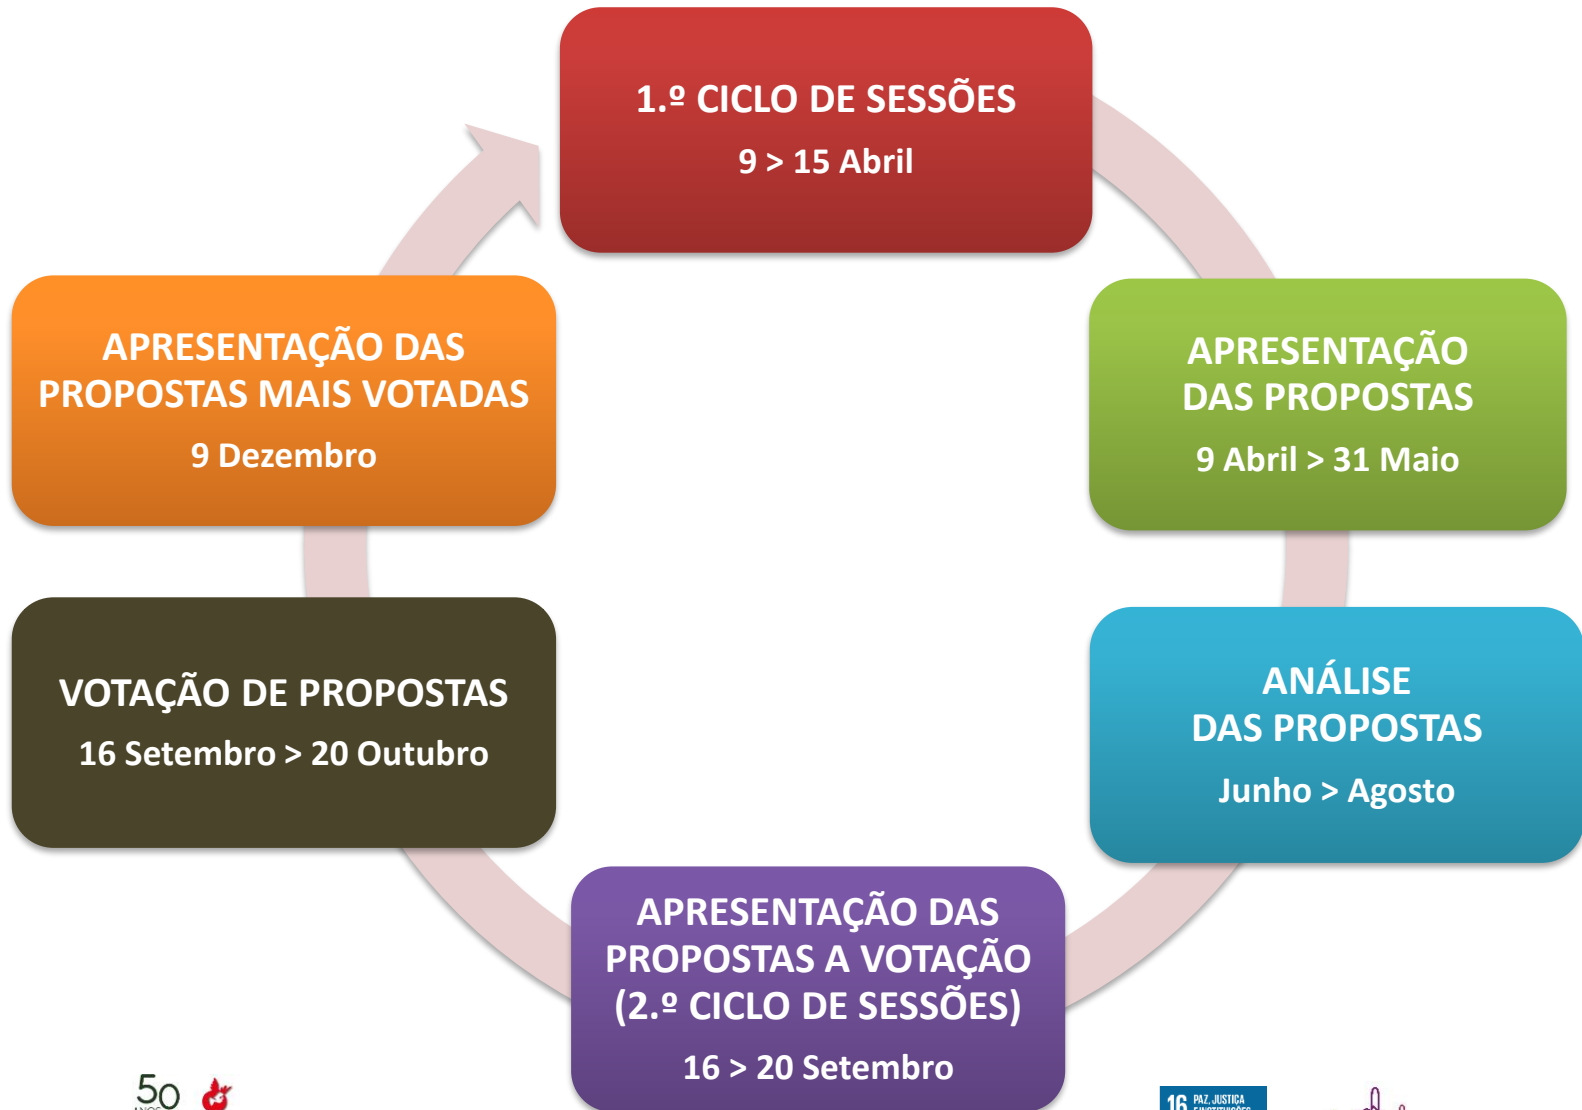 1.º CICLO DE SESSÕES
9 > 15 Abril
APRESENTAÇÃO
DAS PROPOSTAS
9 Abril > 31 Maio
ANÁLISE
DAS PROPOSTAS
Junho > Agosto
APRESENTAÇÃO DAS
PROPOSTAS A VOTAÇÃO
(2.º CICLO DE SESSÕES)
16 > 20 Setembro
VOTAÇÃO DE PROPOSTAS
16 Setembro > 20 Outubro
APRESENTAÇÃO DAS
PROPOSTAS MAIS VOTADAS
9 Dezembro
50
ANOS
16 PAZ, JUSTIÇA